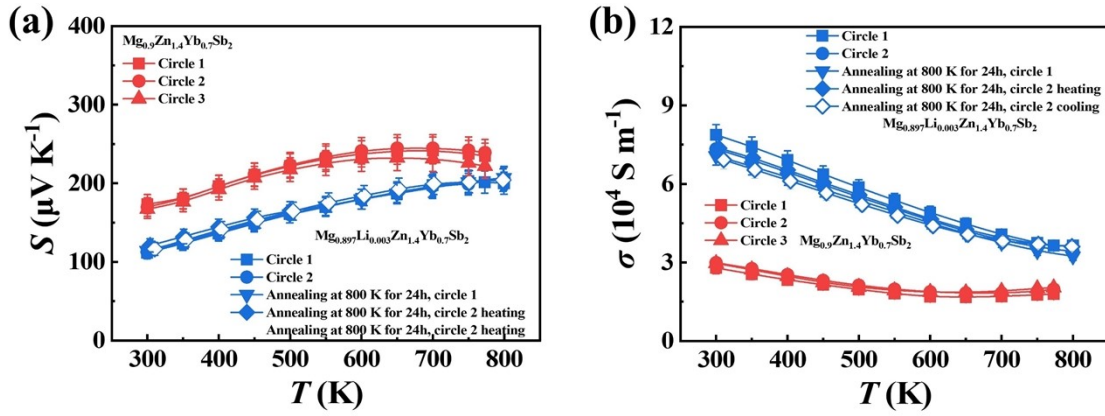 (a)
400
300
200
100
0
S (μV K⁻¹)
Mg₀.₉Zn₁.₄Yb₀.₇Sb₂
Circle 1
Circle 2
Circle 3
Mg₀.₈₉₇Li₀.₀₀₃Zn₁.₄Yb₀.₇Sb₂
Circle 1
Circle 2
Annealing at 800 K for 24h, circle 1
Annealing at 800 K for 24h, circle 2 heating
Annealing at 800 K for 24h, circle 2 heating
300 400 500 600 700 800
T (K)
(b)
12
9
6
3
0
σ (10⁴ S m⁻¹)
Circle 1
Circle 2
Annealing at 800 K for 24h, circle 1
Annealing at 800 K for 24h, circle 2 heating
Annealing at 800 K for 24h, circle 2 cooling
Mg₀.₈₉₇Li₀.₀₀₃Zn₁.₄Yb₀.₇Sb₂
Circle 1
Circle 2
Circle 3
Mg₀.₉Zn₁.₄Yb₀.₇Sb₂
300 400 500 600 700 800
T (K)